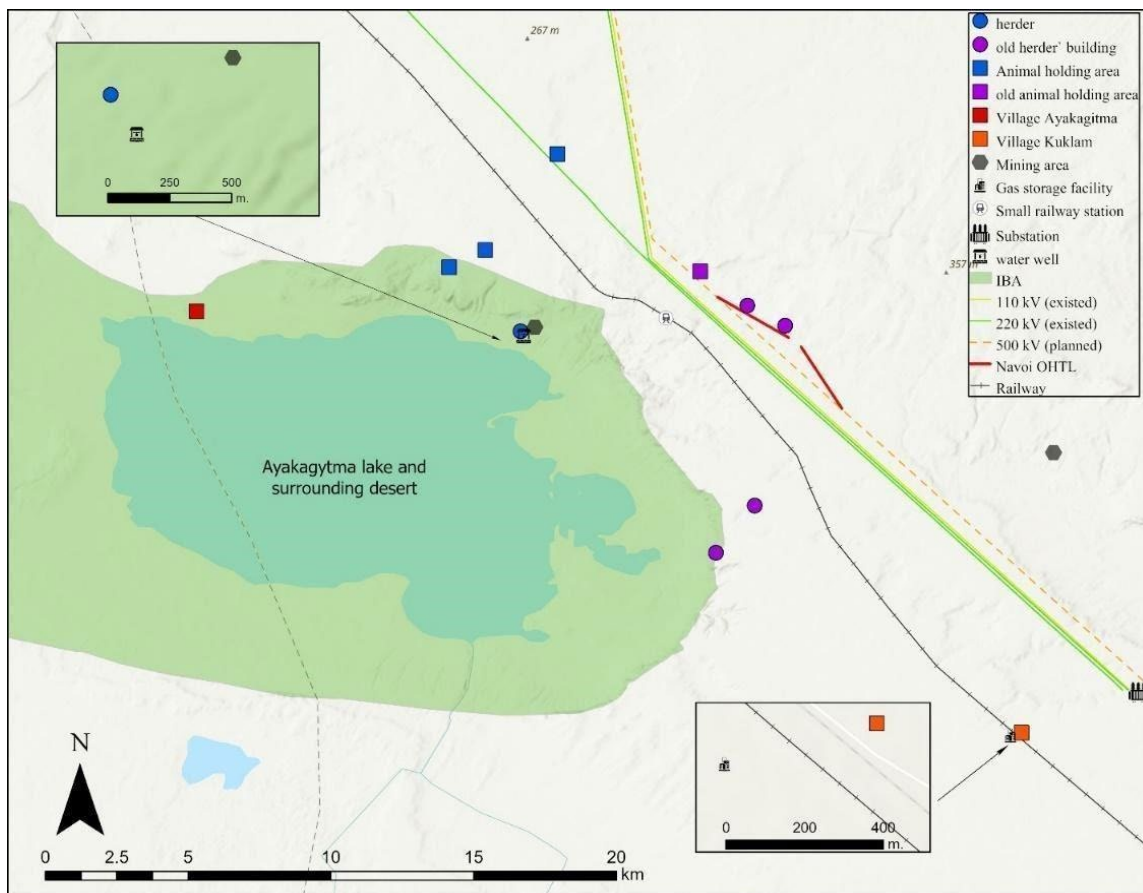 267 m
herder
old herder` building
Animal holding area
old animal holding area
Village Ayakagitma
Village Kuklam
Mining area
Gas storage facility
Small railway station
Substation
water well
IBA
110 kV (existed)
220 kV (existed)
500 kV (planned)
Navoi OHTL
Railway
0 250 500
m.
357 m
Ayakagytma lake and
surrounding desert
N
0 2.5 5 10 15 20
km
0 200 400
m.